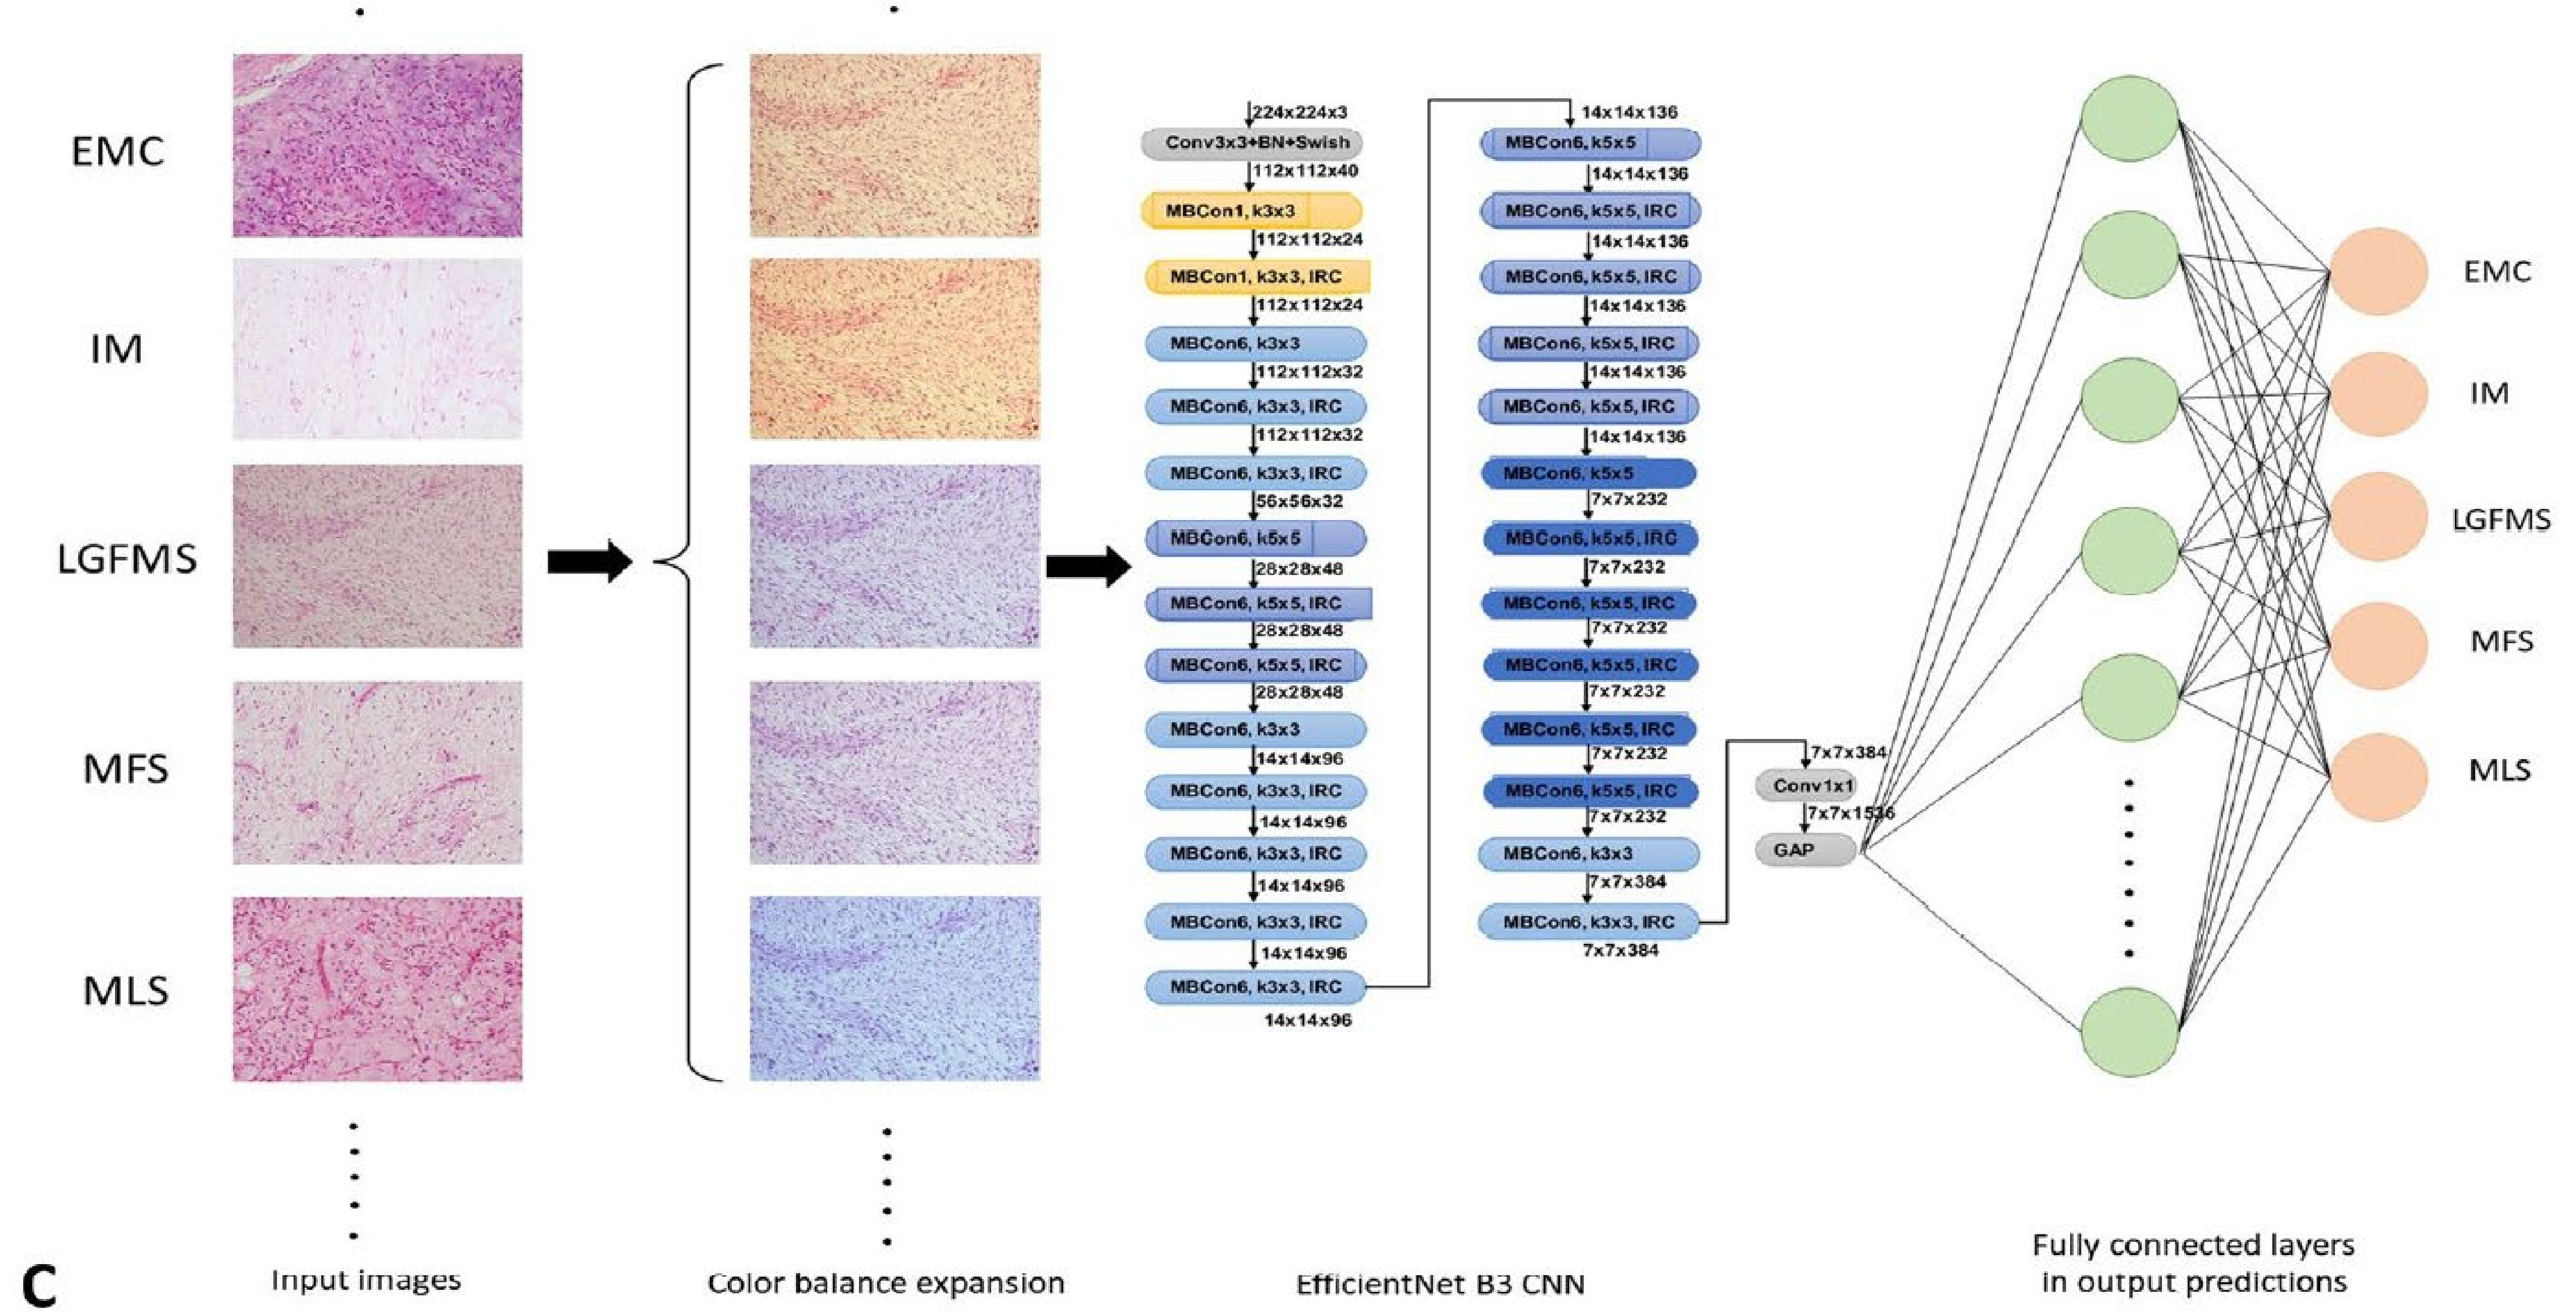 EMC
IM
LGFMS
MFS
MLS
Input images
Color balance expansion
224x224x3
Conv3x3+BN+Swish
112x112x40
MBCon1, k3x3
112x112x24
MBCon1, k3x3, IRC
112x112x24
MBCon6, k3x3
112x112x32
MBCon6, k3x3, IRC
112x112x32
MBCon6, k3x3, IRC
56x56x32
MBCon6, k5x5
28x28x48
MBCon6, k5x5, IRC
28x28x48
MBCon6, k5x5, IRC
28x28x48
MBCon6, k3x3
14x14x96
MBCon6, k3x3, IRC
14x14x96
MBCon6, k3x3, IRC
14x14x96
MBCon6, k3x3, IRC
14x14x96
MBCon6, k3x3, IRC
14x14x96
14x14x136
MBCon6, k5x5
14x14x136
MBCon6, k5x5, IRC
14x14x136
MBCon6, k5x5, IRC
14x14x136
MBCon6, k5x5, IRC
14x14x136
MBCon6, k5x5, IRC
14x14x136
MBCon6, k5x5
7x7x232
MBCon6, k5x5, IRC
7x7x232
MBCon6, k5x5, IRC
7x7x232
MBCon6, k5x5, IRC
7x7x232
MBCon6, k5x5, IRC
7x7x232
MBCon6, k5x5, IRC
7x7x232
MBCon6, k3x3
7x7x384
MBCon6, k3x3, IRC
7x7x384
7x7x384
Conv1x1
7x7x1536
GAP
EfficientNet B3 CNN
EMC
IM
LGFMS
MFS
MLS
Fully connected layers
in output predictions
C